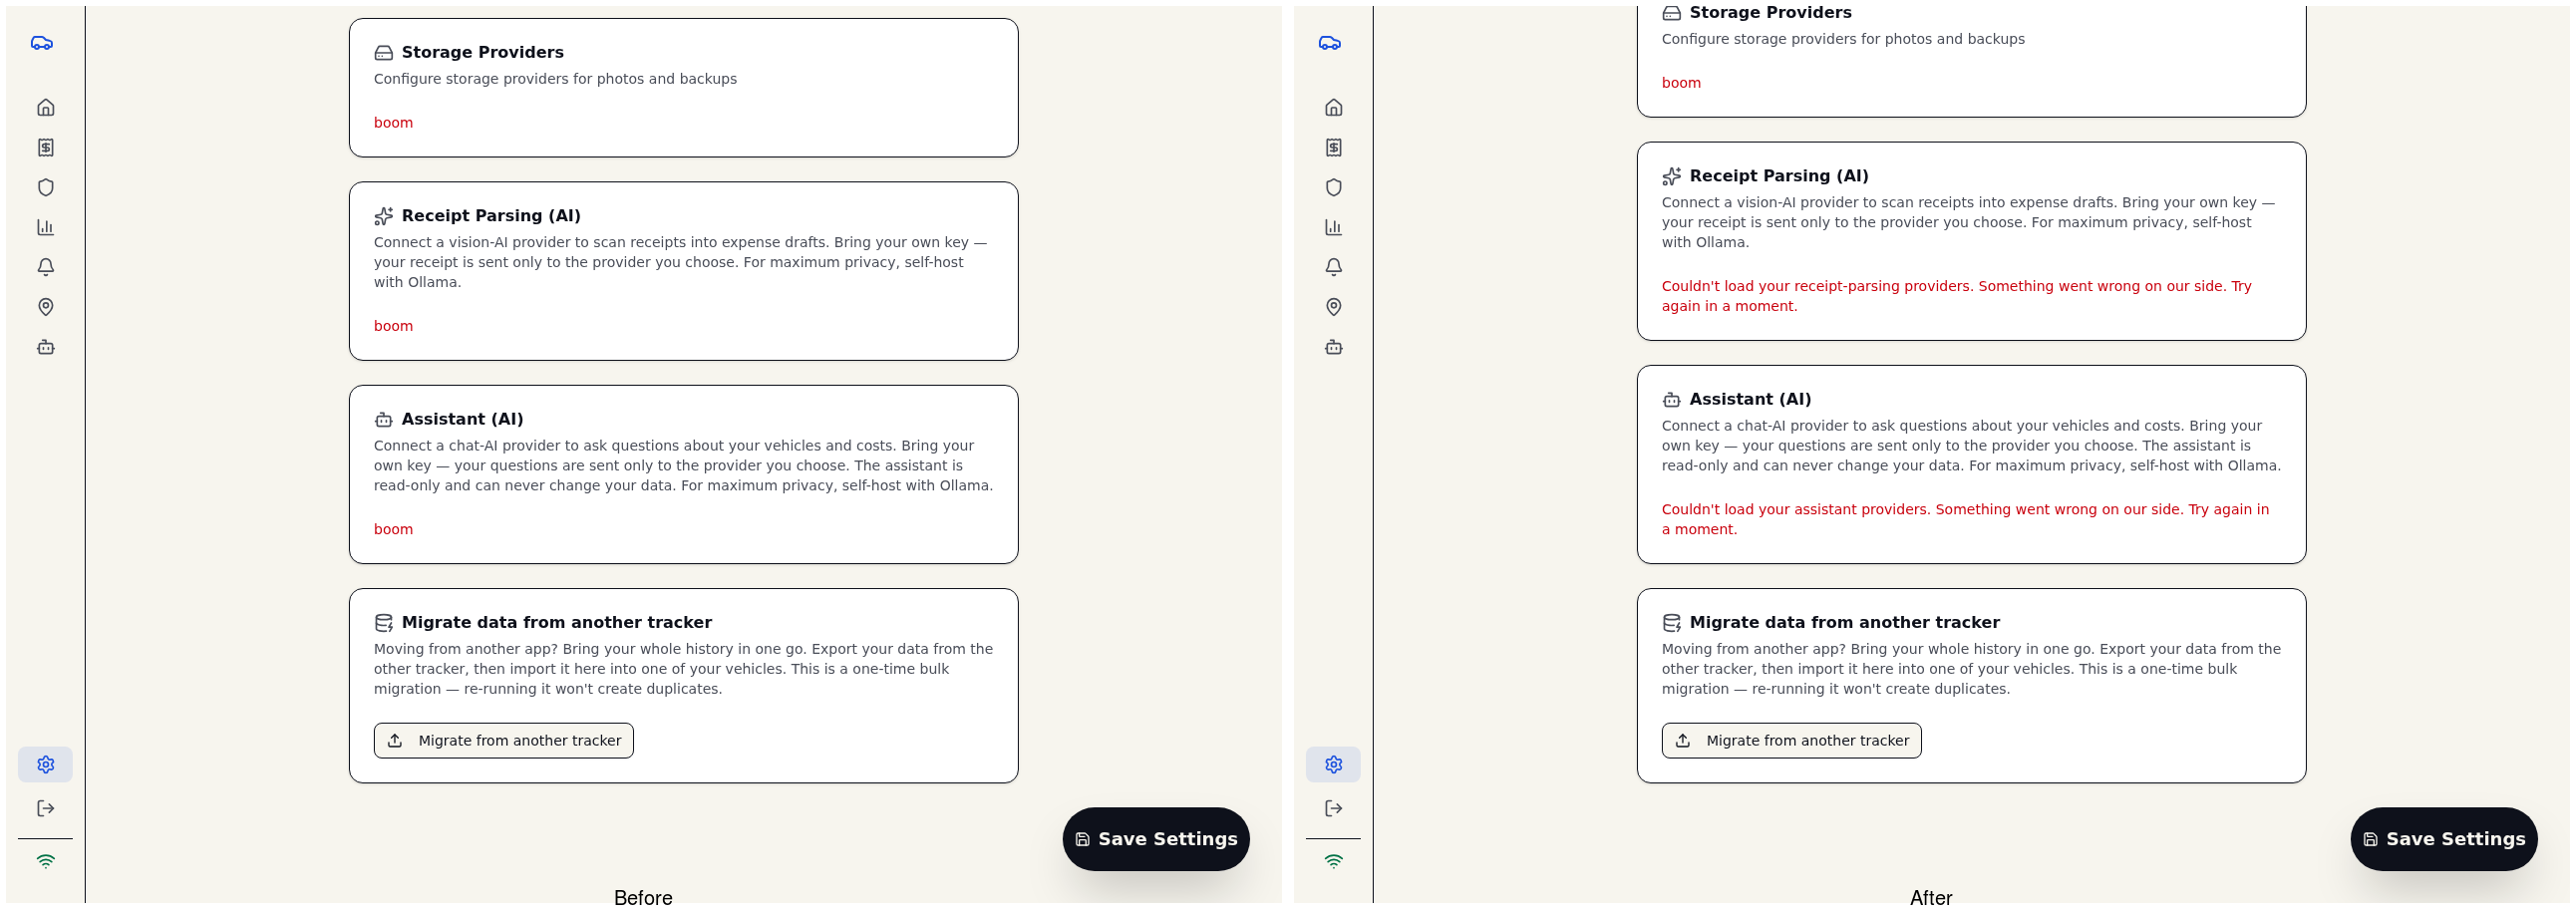 Storage Providers
Configure storage providers for photos and backups
boom
Receipt Parsing (AI)
Connect a vision-AI provider to scan receipts into expense drafts. Bring your own key —
your receipt is sent only to the provider you choose. For maximum privacy, self-host
with Ollama.
boom
Assistant (AI)
Connect a chat-AI provider to ask questions about your vehicles and costs. Bring your
own key — your questions are sent only to the provider you choose. The assistant is
read-only and can never change your data. For maximum privacy, self-host with Ollama.
boom
Migrate data from another tracker
Moving from another app? Bring your whole history in one go. Export your data from the
other tracker, then import it here into one of your vehicles. This is a one-time bulk
migration — re-running it won't create duplicates.
Migrate from another tracker
Save Settings
Before
Storage Providers
Configure storage providers for photos and backups
boom
Receipt Parsing (AI)
Connect a vision-AI provider to scan receipts into expense drafts. Bring your own key —
your receipt is sent only to the provider you choose. For maximum privacy, self-host
with Ollama.
Couldn't load your receipt-parsing providers. Something went wrong on our side. Try
again in a moment.
Assistant (AI)
Connect a chat-AI provider to ask questions about your vehicles and costs. Bring your
own key — your questions are sent only to the provider you choose. The assistant is
read-only and can never change your data. For maximum privacy, self-host with Ollama.
Couldn't load your assistant providers. Something went wrong on our side. Try again in
a moment.
Migrate data from another tracker
Moving from another app? Bring your whole history in one go. Export your data from the
other tracker, then import it here into one of your vehicles. This is a one-time bulk
migration — re-running it won't create duplicates.
Migrate from another tracker
Save Settings
After